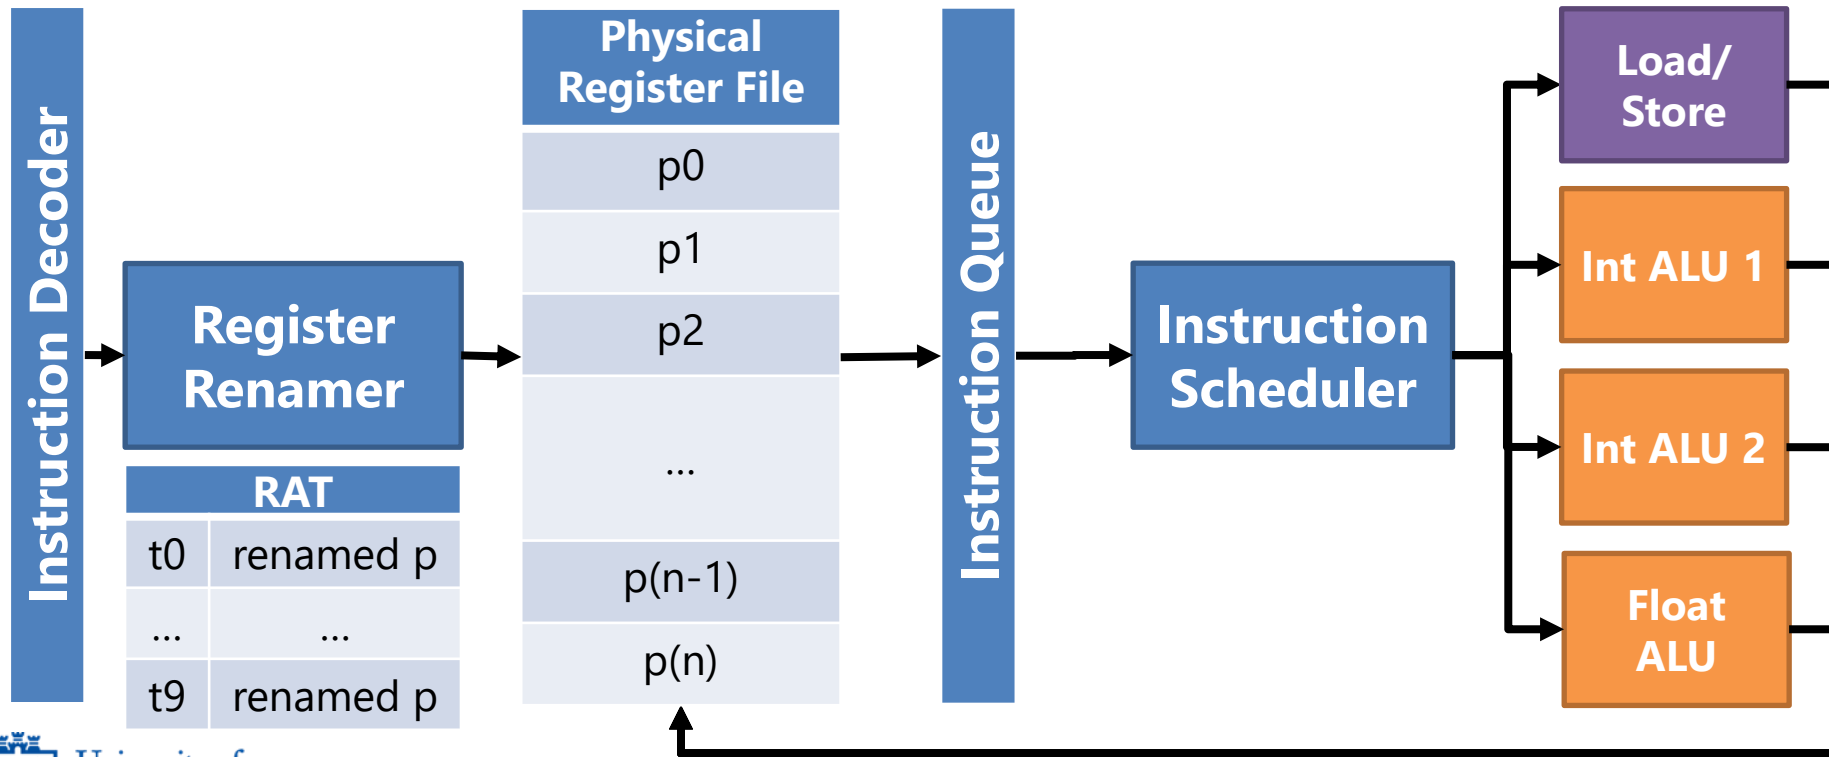 Instruction Decoder
Register
Renamer
RAT
t0 renamed p
... ...
t9 renamed p
Physical
Register File
p0
p1
p2
...
p(n-1)
p(n)
Instruction Queue
Instruction
Scheduler
Load/
Store
Int ALU 1
Int ALU 2
Float
ALU